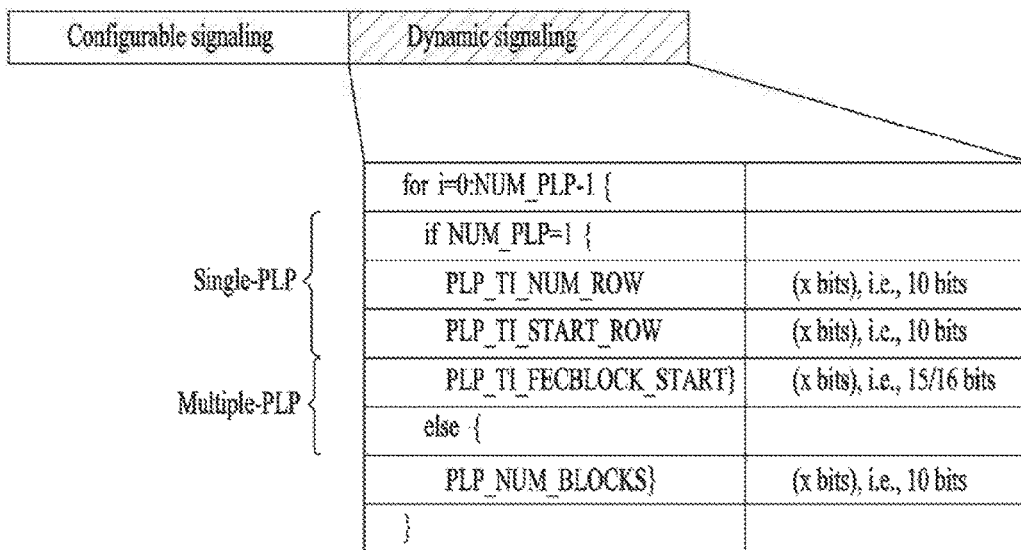 Configurable signaling Dynamic signaling
for i=0:NUM_PLP-1 {
if NUM_PLP=1 {
Single-PLP
PLP_TI_NUM_ROW (x bits), i.e., 10 bits
PLP_TI_START_ROW (x bits), i.e., 10 bits
PLP_TI_FECBLOCK_START} (x bits), i.e., 15/16 bits
Multiple-PLP
else {
PLP_NUM_BLOCKS} (x bits), i.e., 10 bits
}